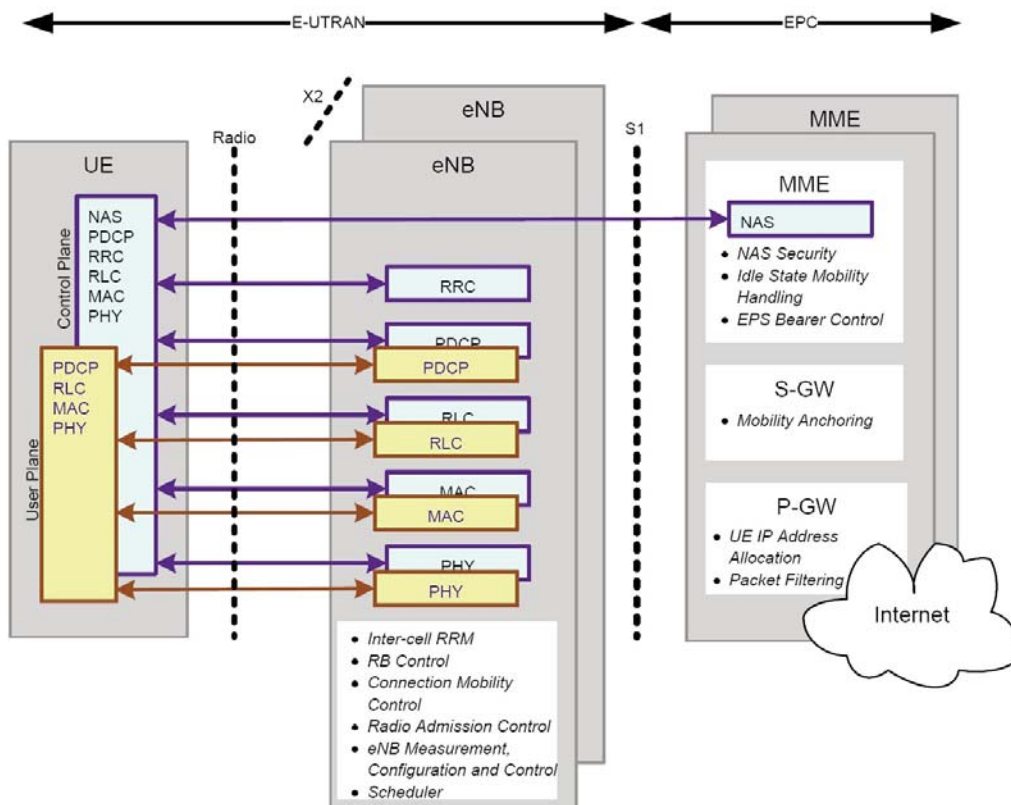 E-UTRAN
EPC
X2
eNB
MME
Radio
S1
UE
eNB
MME
Control Plane
NAS
PDCP
RRC
RLC
MAC
PHY
User Plane
PDCP
RLC
MAC
PHY
RRC
PDCP
PDCP
RLC
RLC
MAC
MAC
PHY
PHY
• Inter-cell RRM
• RB Control
• Connection Mobility
Control
• Radio Admission Control
• eNB Measurement,
Configuration and Control
• Scheduler
NAS
• NAS Security
• Idle State Mobility
Handling
• EPS Bearer Control
S-GW
• Mobility Anchoring
P-GW
• UE IP Address
Allocation
• Packet Filtering
Internet